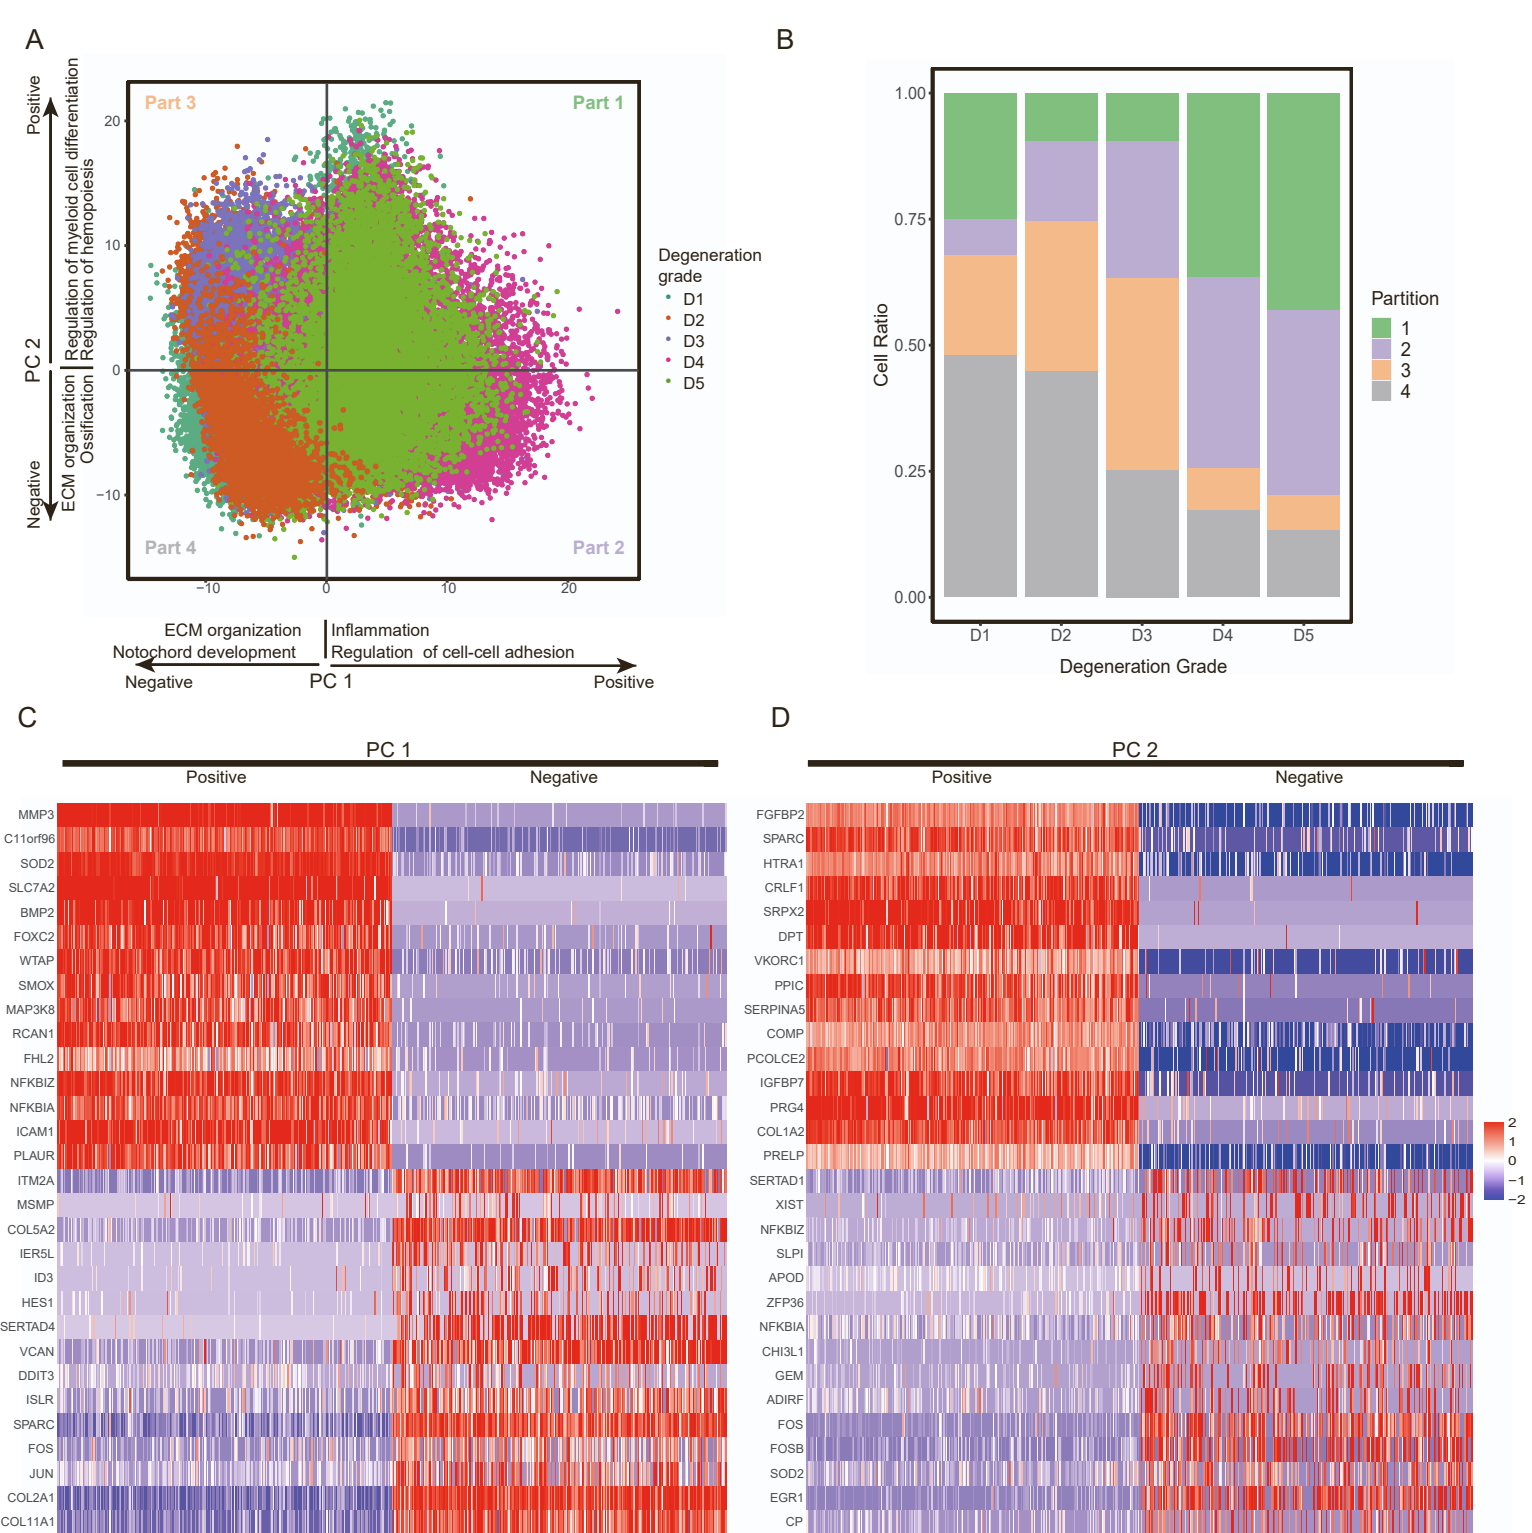 A
Positive
Negative
PC 2
Regulation of myeloid cell differentiation
Regulation of hemopoiesis
ECM organization
Ossification
Part 3
Part 1
Part 4
Part 2
20
10
0
−10
−10
0
10
20
Degeneration
grade
D1
D2
D3
D4
D5
ECM organization
Notochord development
Inflammation
Regulation of cell-cell adhesion
Negative
PC 1
Positive
B
Cell Ratio
1.00
0.75
0.50
0.25
0.00
D1
D2
D3
D4
D5
Degeneration Grade
Partition
1
2
3
4
C
PC 1
Positive
Negative
MMP3
C11orf96
SOD2
SLC7A2
BMP2
FOXC2
WTAP
SMOX
MAP3K8
RCAN1
FHL2
NFKBIZ
NFKBIA
ICAM1
PLAUR
ITM2A
MSMP
COL5A2
IER5L
ID3
HES1
SERTAD4
VCAN
DDIT3
ISLR
SPARC
FOS
JUN
COL2A1
COL11A1
D
PC 2
Positive
Negative
FGFBP2
SPARC
HTRA1
CRLF1
SRPX2
DPT
VKORC1
PPIC
SERPINA5
COMP
PCOLCE2
IGFBP7
PRG4
COL1A2
PRELP
SERTAD1
XIST
NFKBIZ
SLPI
APOD
ZFP36
NFKBIA
CHI3L1
GEM
ADIRF
FOS
FOSB
SOD2
EGR1
CP
2
1
0
−1
−2